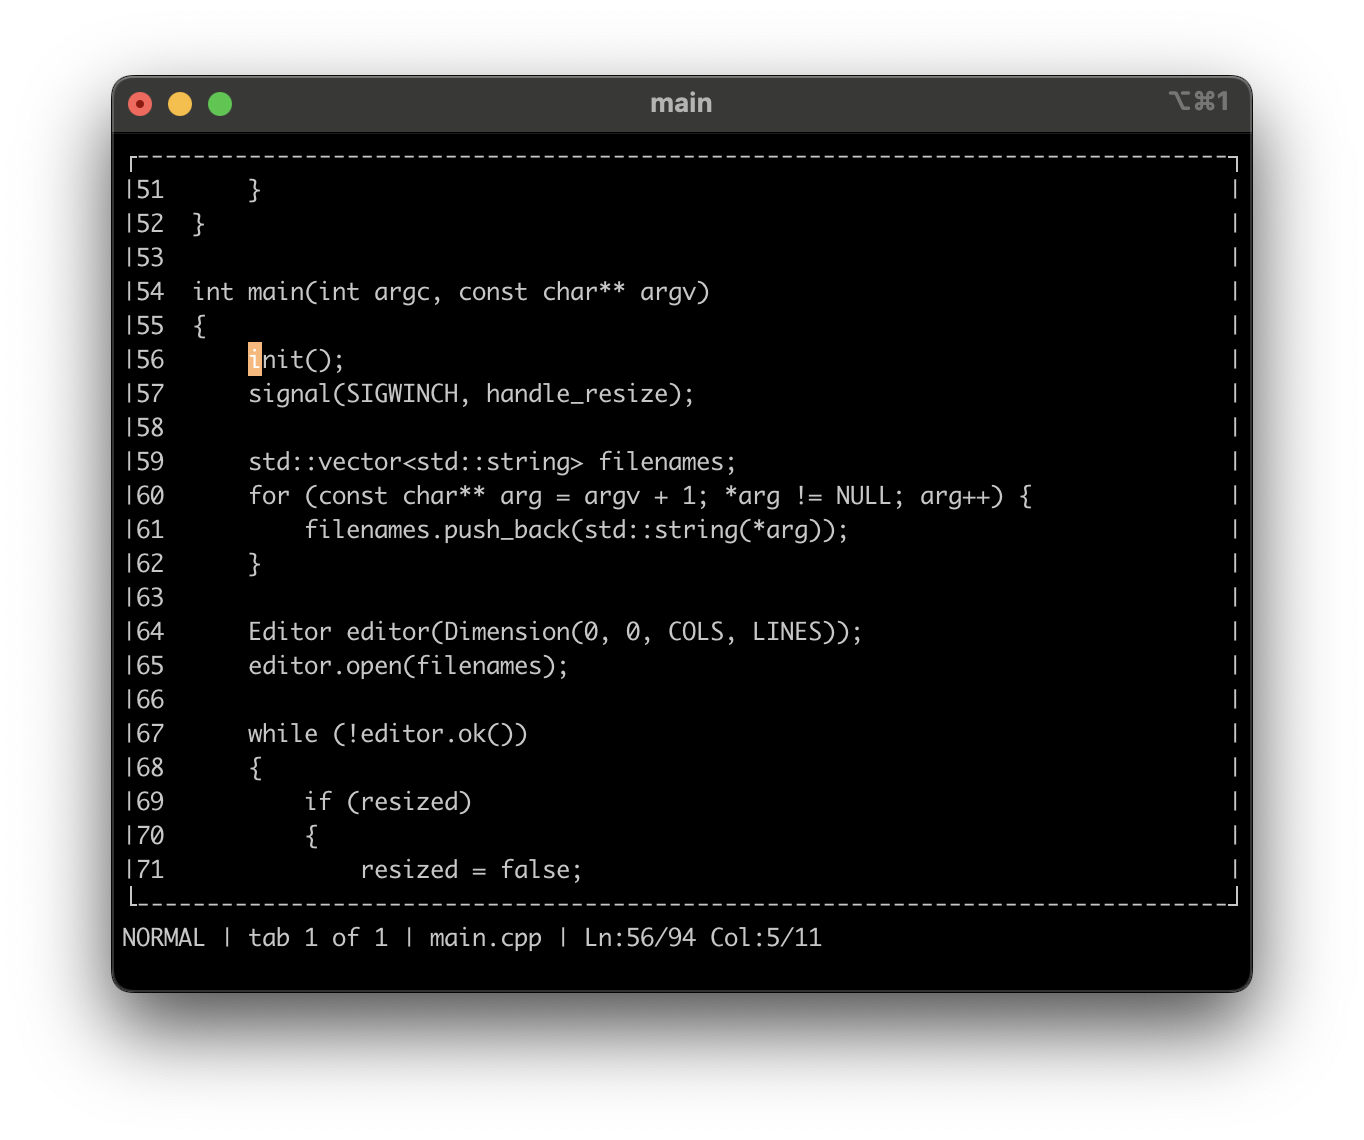 main ⌥⌘1
51      }
52  }
53
54  int main(int argc, const char** argv)
55  {
56      init();
57      signal(SIGWINCH, handle_resize);
58
59      std::vector<std::string> filenames;
60      for (const char** arg = argv + 1; *arg != NULL; arg++) {
61          filenames.push_back(std::string(*arg));
62      }
63
64      Editor editor(Dimension(0, 0, COLS, LINES));
65      editor.open(filenames);
66
67      while (!editor.ok())
68      {
69          if (resized)
70          {
71              resized = false;
NORMAL | tab 1 of 1 | main.cpp | Ln:56/94 Col:5/11